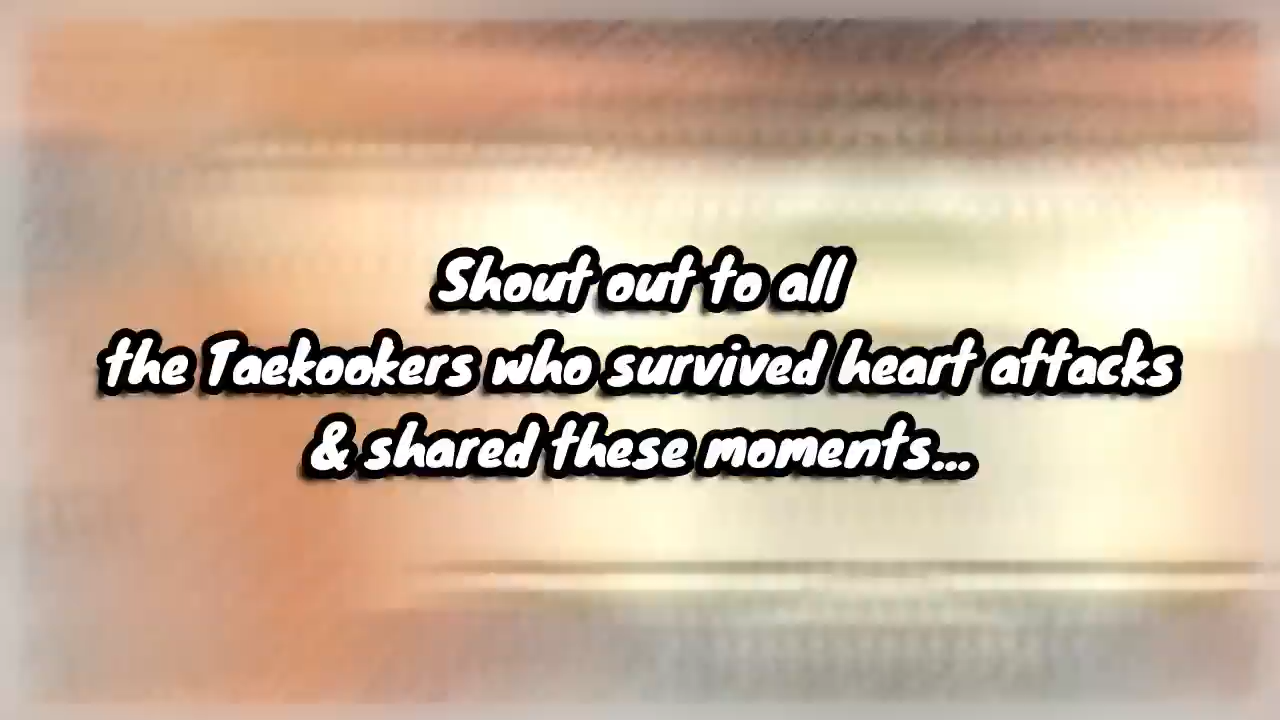 Shout out to all
the Taekookers who survived heart attacks
& shared these moments...